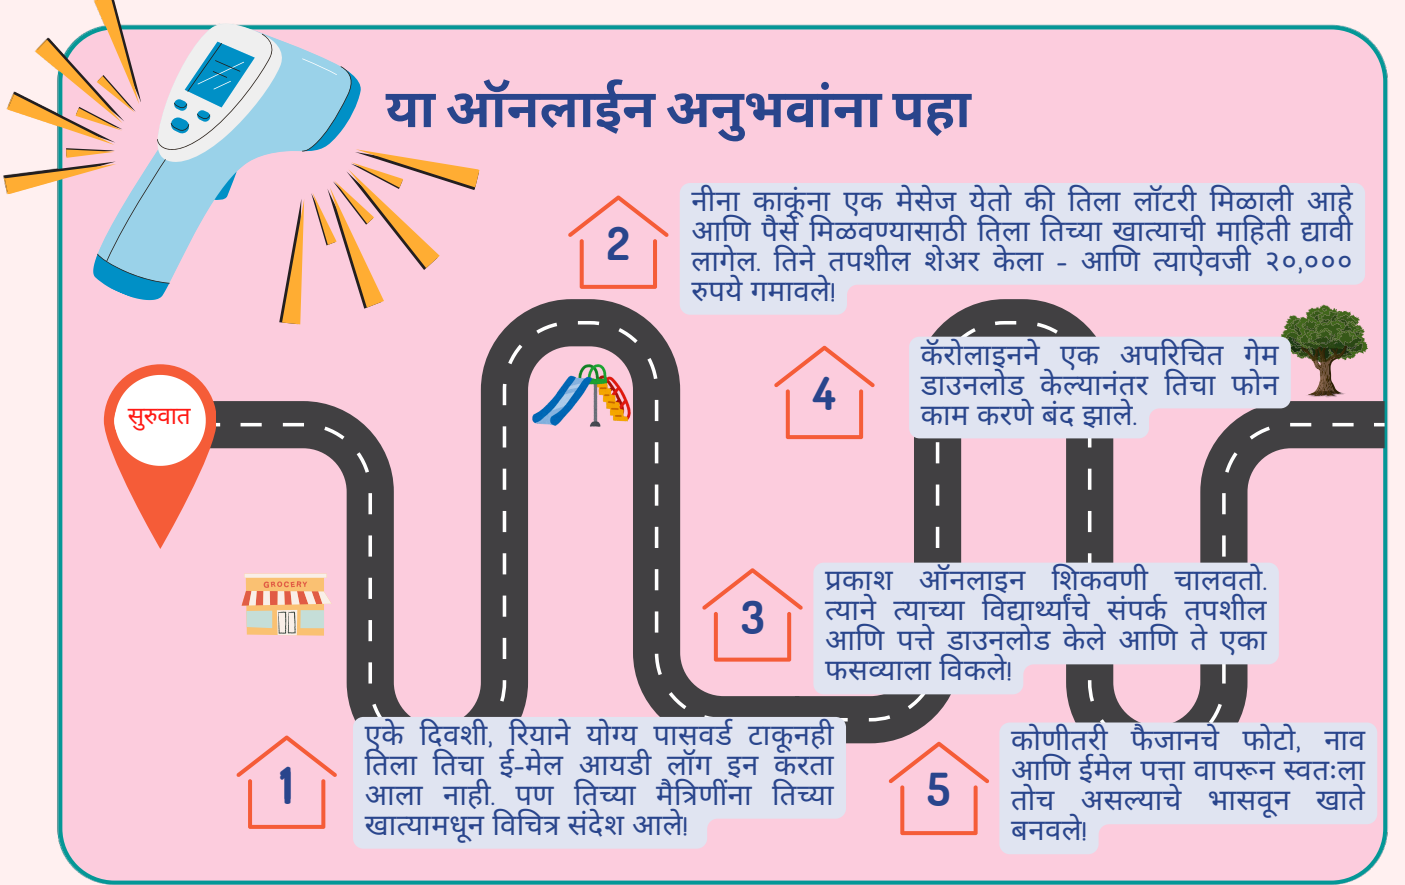 या ऑनलाईन अनुभवांना पहा
सुरुवात
GROCERY
1
एके दिवशी, रियाने योग्य पासवर्ड टाकूनही
तिला तिचा ई-मेल आयडी लॉग इन करता
आला नाही. पण तिच्या मैत्रिणींना तिच्या
खात्यामधून विचित्र संदेश आले!
2
नीना काकूंना एक मेसेज येतो की तिला लॉटरी मिळाली आहे
आणि पैसे मिळवण्यासाठी तिला तिच्या खात्याची माहिती द्यावी
लागेल. तिने तपशील शेअर केला - आणि त्याऐवजी २०,०००
रुपये गमावले!
3
प्रकाश ऑनलाइन शिकवणी चालवतो.
त्याने त्याच्या विद्यार्थ्यांचे संपर्क तपशील
आणि पत्ते डाउनलोड केले आणि ते एका
फसव्याला विकले!
4
कॅरोलाइनने एक अपरिचित गेम
डाउनलोड केल्यानंतर तिचा फोन
काम करणे बंद झाले.
5
कोणीतरी फैजानचे फोटो, नाव
आणि ईमेल पत्ता वापरून स्वतःला
तोच असल्याचे भासवून खाते
बनवले!